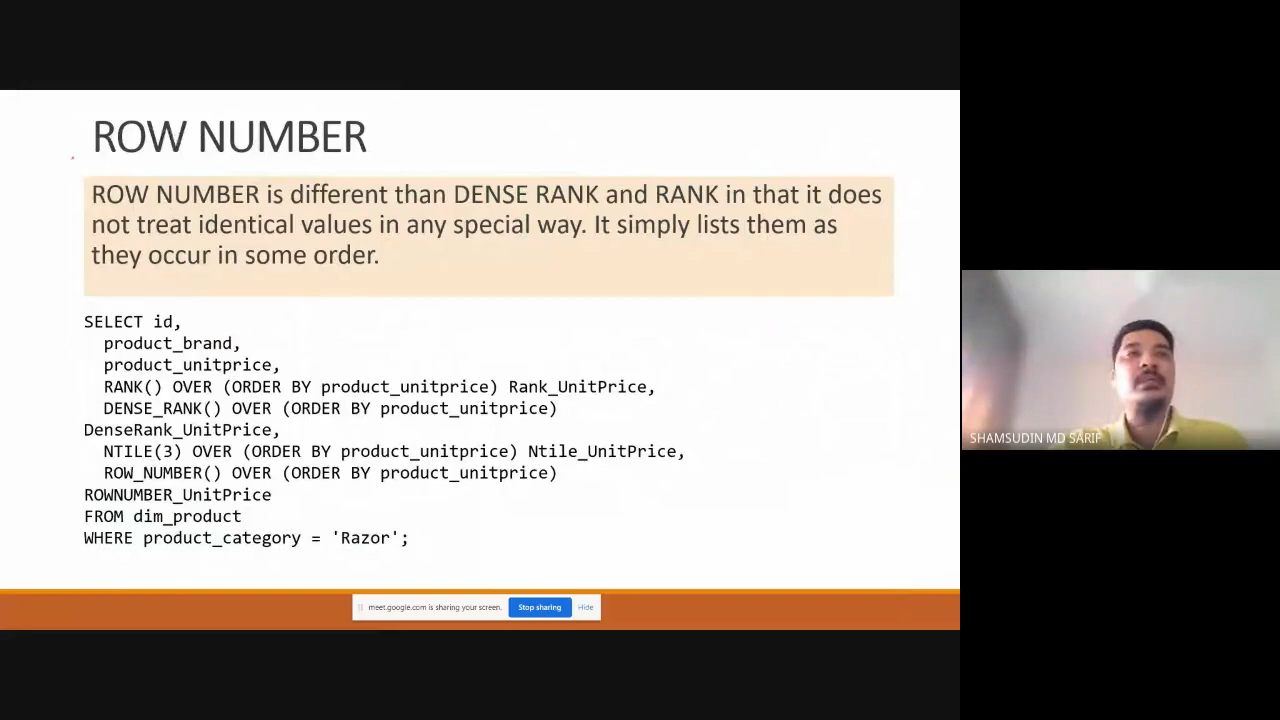 ROW NUMBER
ROW NUMBER is different than DENSE RANK and RANK in that it does
not treat identical values in any special way. It simply lists them as
they occur in some order.
SELECT id,
product_brand,
product_unitprice,
RANK() OVER (ORDER BY product_unitprice) Rank_UnitPrice,
DENSE_RANK() OVER (ORDER BY product_unitprice)
DenseRank_UnitPrice,
NTILE(3) OVER (ORDER BY product_unitprice) Ntile_UnitPrice,
ROW_NUMBER() OVER (ORDER BY product_unitprice)
ROWNUMBER_UnitPrice
FROM dim_product
WHERE product_category = 'Razor';
meet.google.com is sharing your screen. Stop sharing Hide
SHAMSUDIN MD SARIF